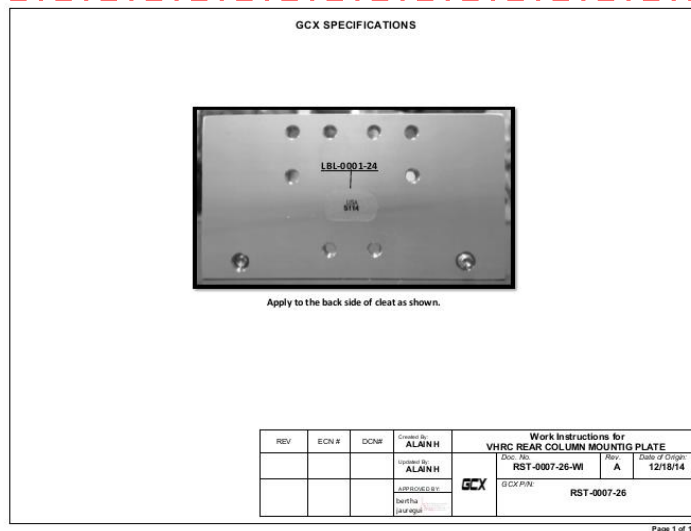 GCX SPECIFICATIONS
LBL-0001-24
USA
5114
Apply to the back side of cleat as shown.
REV ECN # DCN# Created By: ALAIN H
Work Instructions for
VHRC REAR COLUMN MOUNTIG PLATE
Updated By: ALAIN H
Doc. No. RST-0007-26-WI
Rev. A
Date of Origin: 12/18/14
APPROVED BY:
bertha
jauregui
GCX
GCX P/N:
RST-0007-26
Page 1 of 1